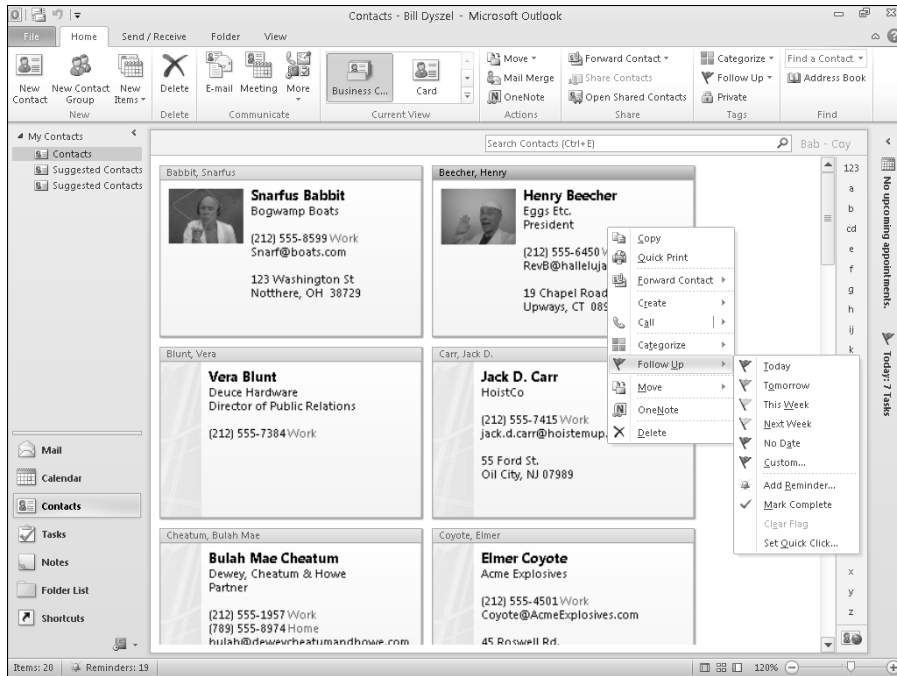 Contacts - Bill Dyszel - Microsoft Outlook
File Home Send / Receive Folder View
New Contact
New Contact Group
New Items
Delete
E-mail
Meeting
More
Business C...
Card
Move
Mail Merge
OneNote
Forward Contact
Share Contacts
Open Shared Contacts
Categorize
Follow Up
Private
Find a Contact
Address Book
New Delete Communicate Current View Actions Share Tags Find
My Contacts
Contacts
Suggested Contacts
Suggested Contacts
Mail
Calendar
Contacts
Tasks
Notes
Folder List
Shortcuts
Search Contacts (Ctrl+E)
Bab - Coy
Babbit, Snarfus
Snarfus Babbit
Bogwamp Boats
(212) 555-8599 Work
Snarf@boats.com
123 Washington St
Notthere, OH 38729
Beecher, Henry
Henry Beecher
Eggs Etc.
President
(212) 555-6450
RevB@halleluja
19 Chapel Road
Upways, CT 089
Blunt, Vera
Vera Blunt
Deuce Hardware
Director of Public Relations
(212) 555-7384 Work
Carr, Jack D.
Jack D. Carr
HoistCo
(212) 555-7415 Work
jack.d.carr@hoistemup.
55 Ford St.
Oil City, NJ 07989
Cheatum, Bulah Mae
Bulah Mae Cheatum
Dewey, Cheatum & Howe
Partner
(212) 555-1957 Work
(789) 555-8974 Home
bulah@deweycheatumandhowe.com
Coyote, Elmer
Elmer Coyote
Acme Explosives
(212) 555-4501 Work
Coyote@AcmeExplosives.com
45 Roswell Rd.
Copy
Quick Print
Forward Contact
Create
Call
Categorize
Follow Up
Move
OneNote
Delete
Today
Tomorrow
This Week
Next Week
No Date
Custom...
Add Reminder...
Mark Complete
Clear Flag
Set Quick Click...
123
a
b
cd
e
f
g
h
ij
k
x
y
z
No upcoming appointments.
Today: 7 Tasks
Items: 20
Reminders: 19
120%